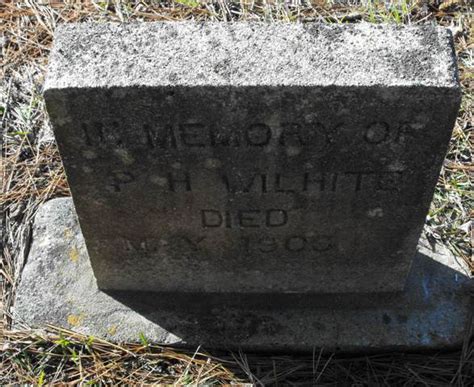 IN MEMORY OF
P H WILHITE
DIED
MAY 1905